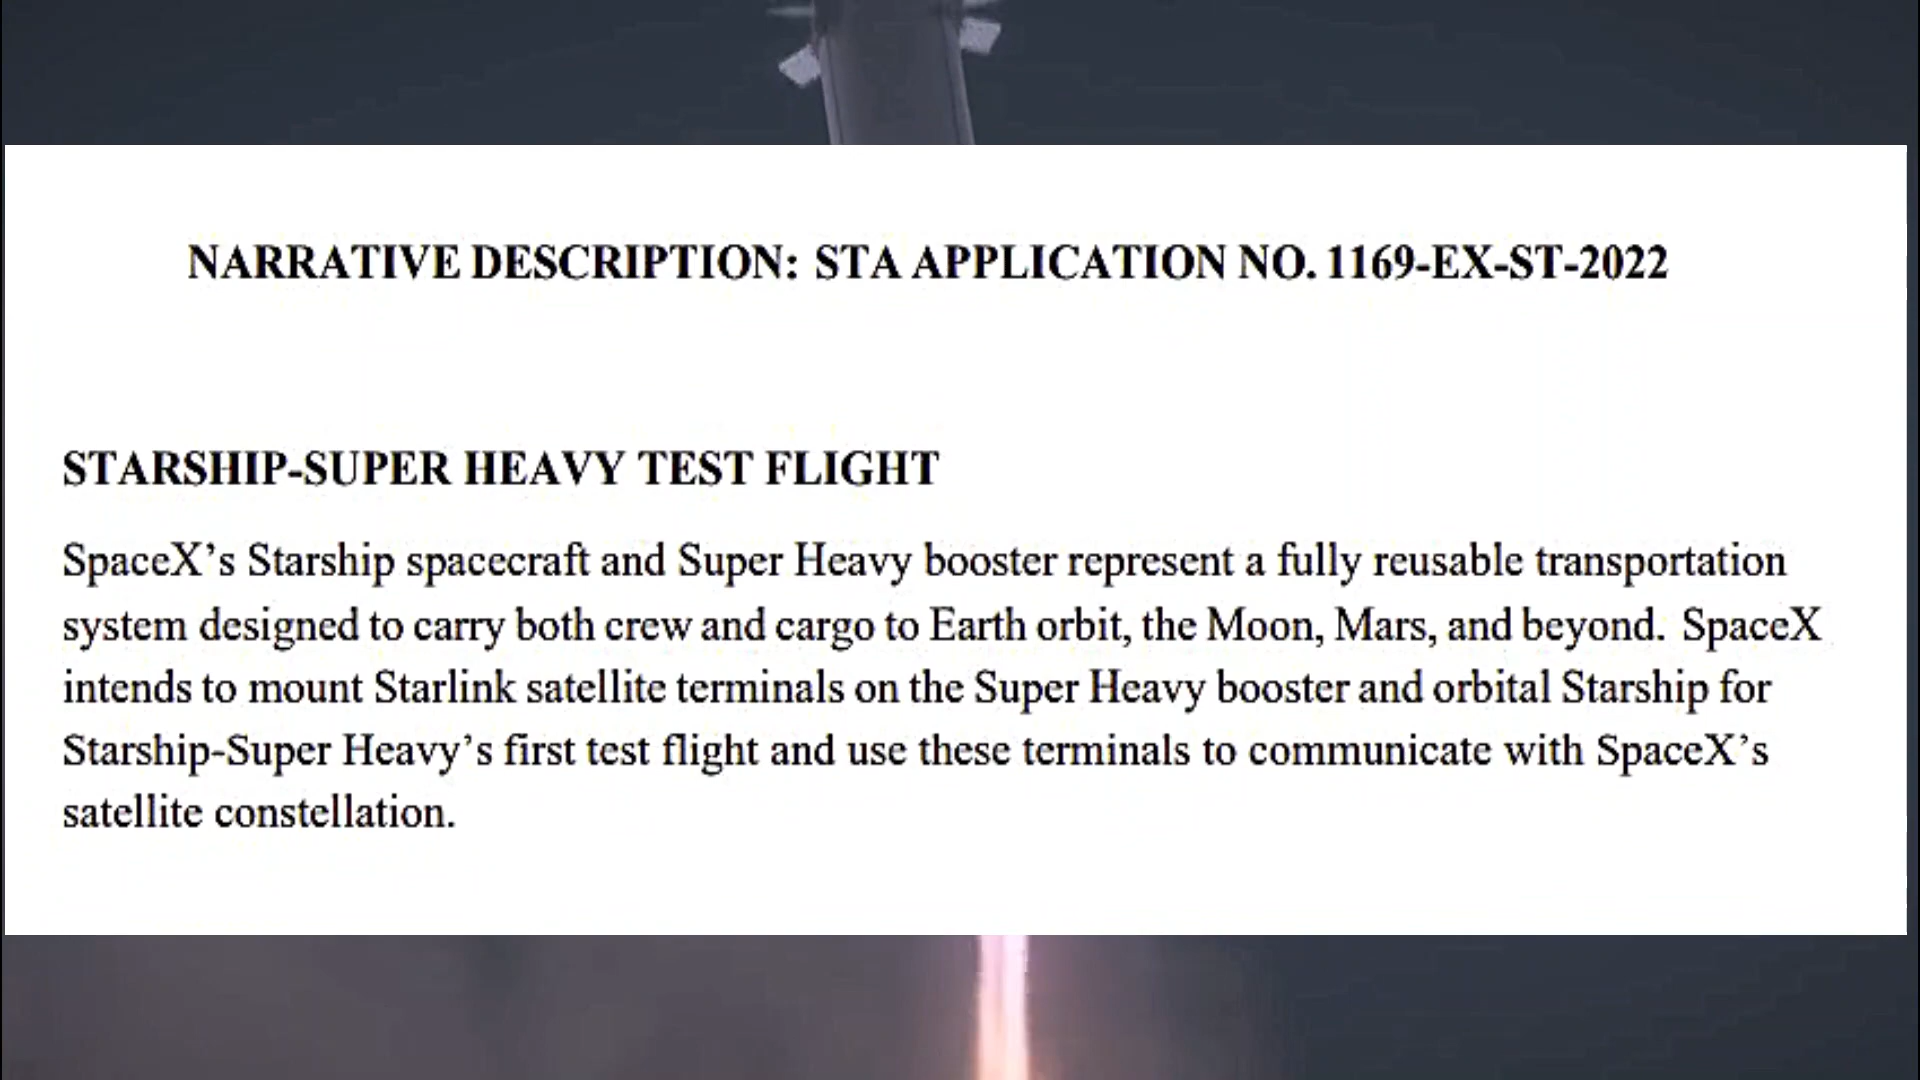 NARRATIVE DESCRIPTION: STA APPLICATION NO. 1169-EX-ST-2022
STARSHIP-SUPER HEAVY TEST FLIGHT
SpaceX’s Starship spacecraft and Super Heavy booster represent a fully reusable transportation
system designed to carry both crew and cargo to Earth orbit, the Moon, Mars, and beyond. SpaceX
intends to mount Starlink satellite terminals on the Super Heavy booster and orbital Starship for
Starship-Super Heavy’s first test flight and use these terminals to communicate with SpaceX’s
satellite constellation.